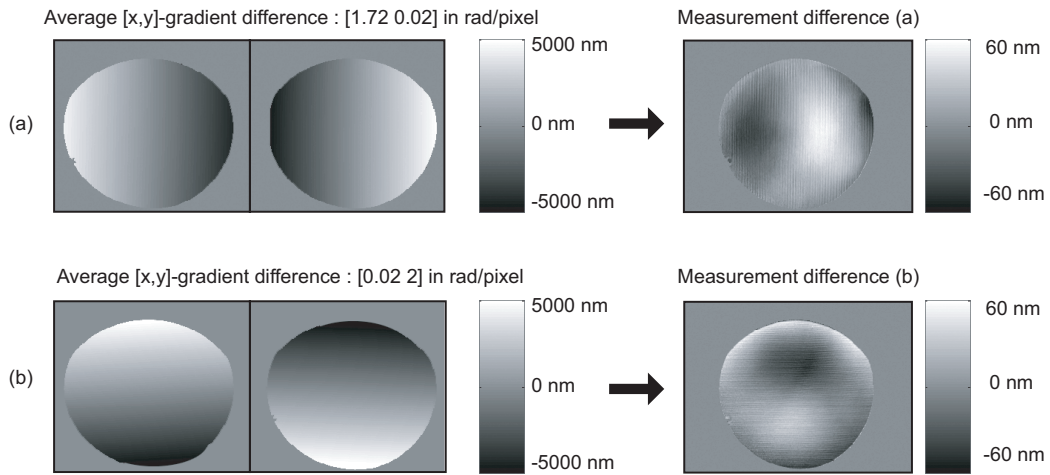 Average [x,y]-gradient difference : [1.72 0.02] in rad/pixel
Measurement difference (a)
(a)
5000 nm
0 nm
-5000 nm
60 nm
0 nm
-60 nm
Average [x,y]-gradient difference : [0.02 2] in rad/pixel
Measurement difference (b)
(b)
5000 nm
0 nm
-5000 nm
60 nm
0 nm
-60 nm